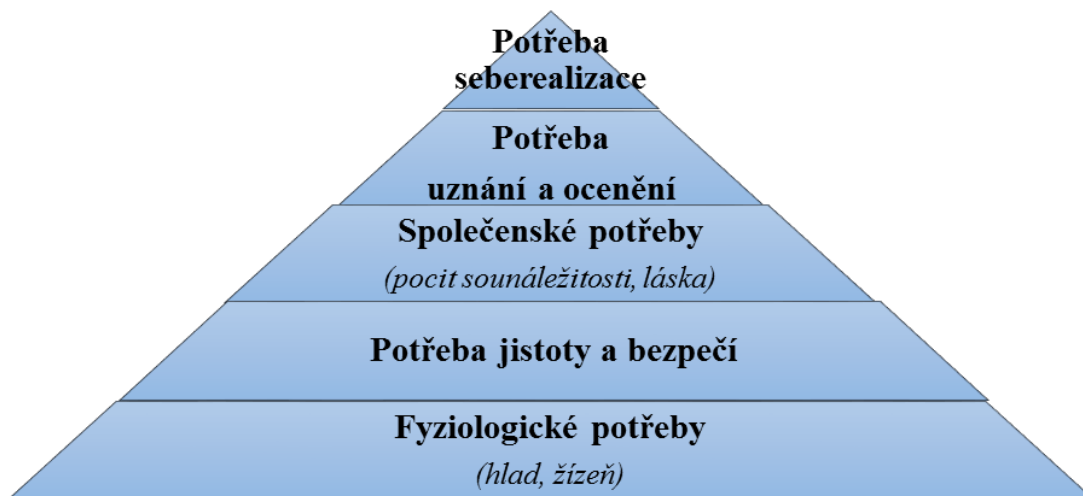 Potřeba
seberealizace
Potřeba
uznání a ocenění
Společenské potřeby
(pocit sounáležitosti, láska)
Potřeba jistoty a bezpečí
Fyziologické potřeby
(hlad, žízeň)